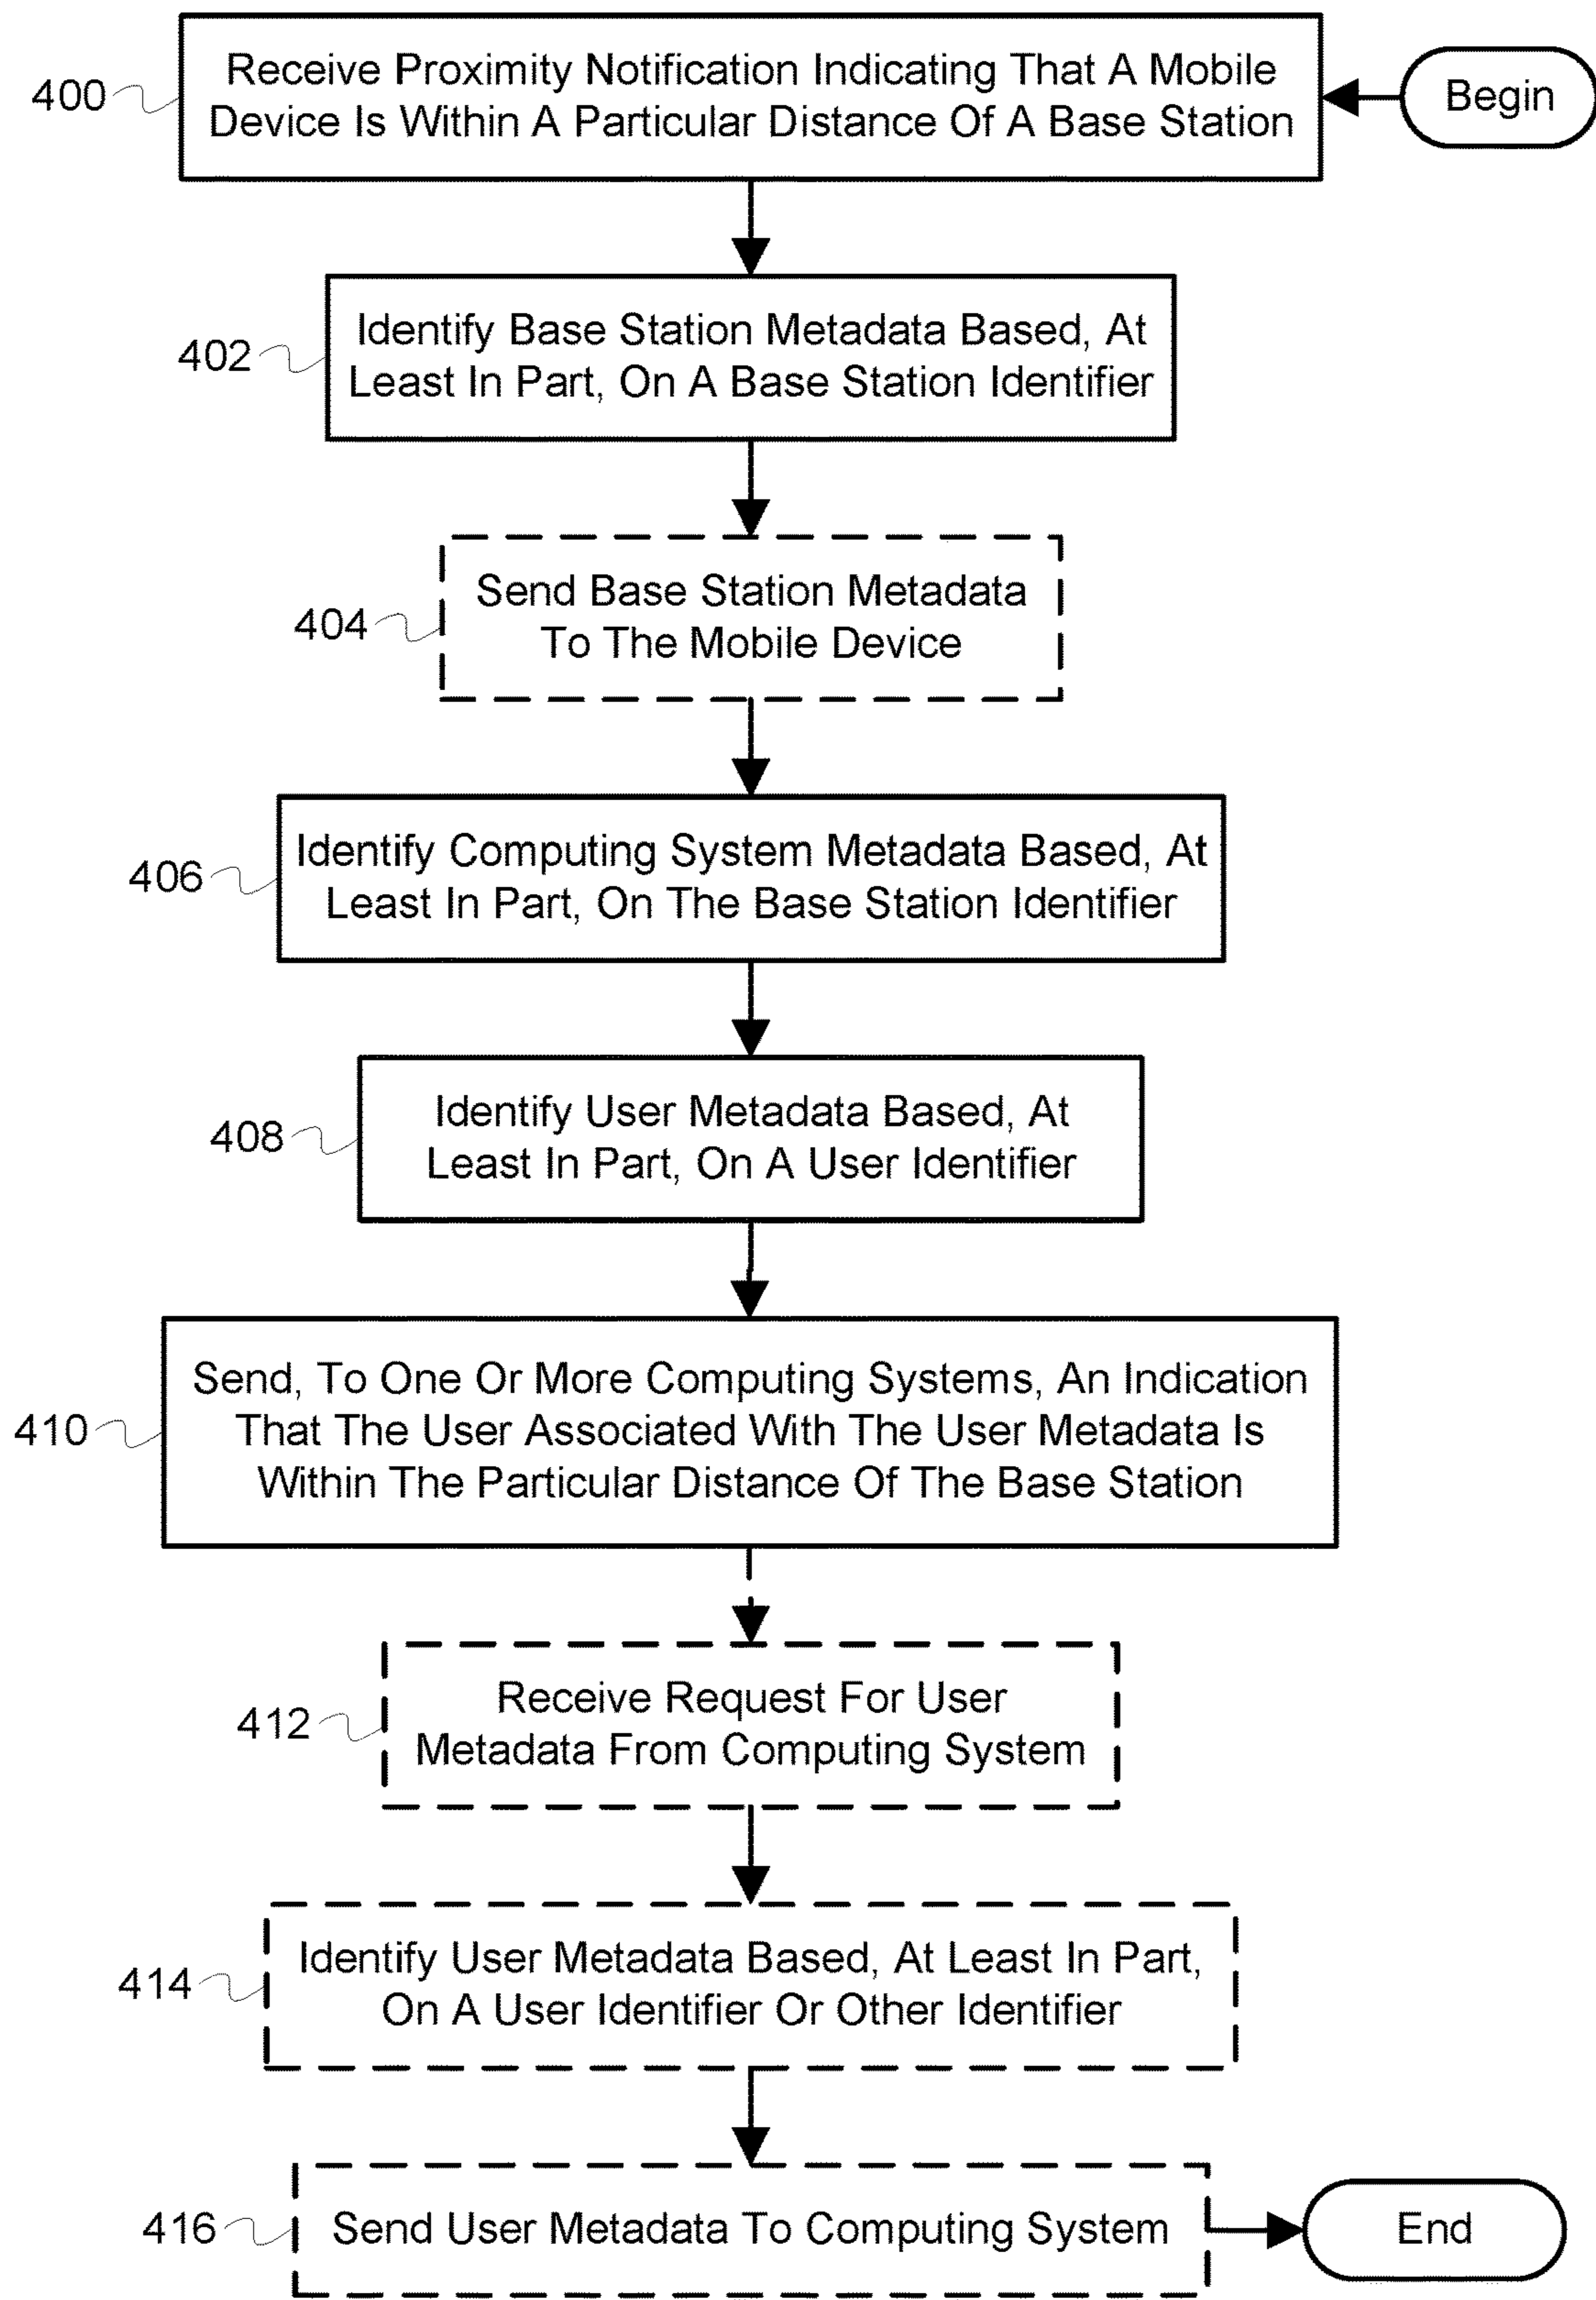 Begin
400
Receive Proximity Notification Indicating That A Mobile
Device Is Within A Particular Distance Of A Base Station
402
Identify Base Station Metadata Based, At
Least In Part, On A Base Station Identifier
404
Send Base Station Metadata
To The Mobile Device
406
Identify Computing System Metadata Based, At
Least In Part, On The Base Station Identifier
408
Identify User Metadata Based, At
Least In Part, On A User Identifier
410
Send, To One Or More Computing Systems, An Indication
That The User Associated With The User Metadata Is
Within The Particular Distance Of The Base Station
412
Receive Request For User
Metadata From Computing System
414
Identify User Metadata Based, At Least In Part,
On A User Identifier Or Other Identifier
416
Send User Metadata To Computing System
End